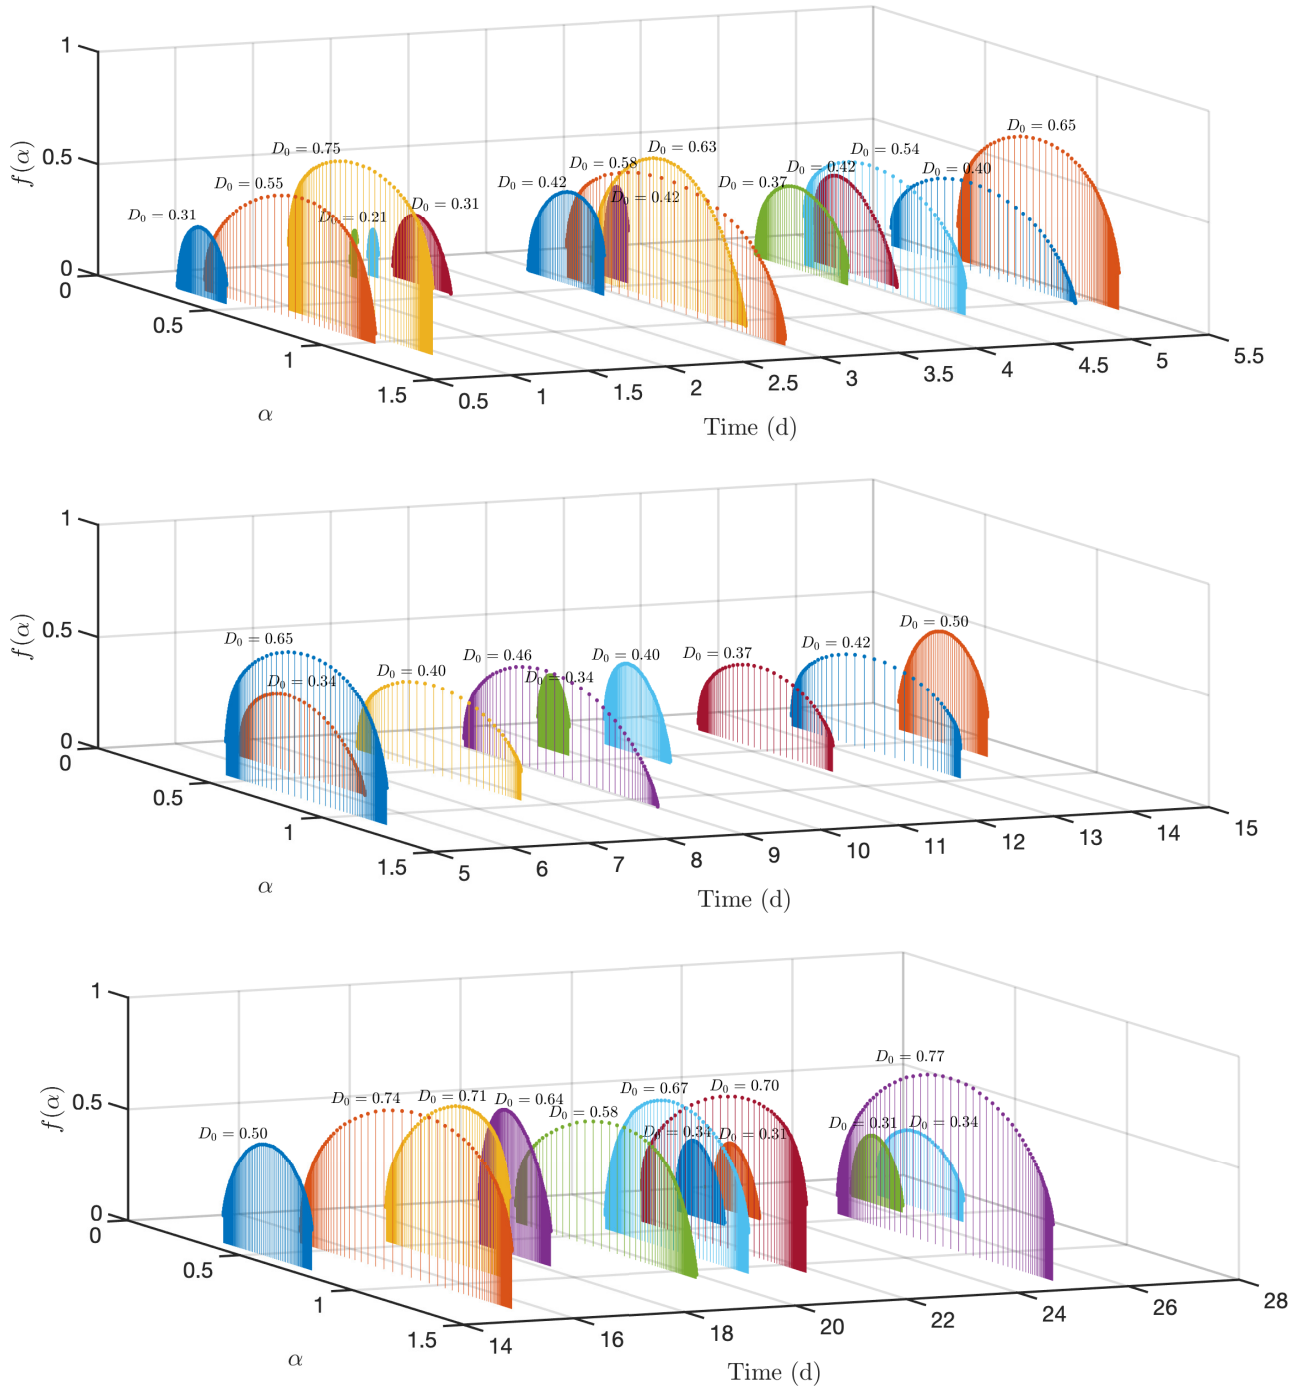 1
D₀ = 0.65
D₀ = 0.75
D₀ = 0.63
D₀ = 0.54
0.5
f(α)
D₀ = 0.58
D₀ = 0.42
D₀ = 0.40
D₀ = 0.55
D₀ = 0.42
D₀ = 0.37
D₀ = 0.42
D₀ = 0.31
D₀ = 0.21
D₀ = 0.31
0
0
0.5
1
1.5
0.5
1
1.5
2
2.5
3
3.5
4
4.5
5
5.5
α
Time (d)
1
0.5
f(α)
D₀ = 0.65
D₀ = 0.34
D₀ = 0.40
D₀ = 0.46
D₀ = 0.34
D₀ = 0.40
D₀ = 0.37
D₀ = 0.42
D₀ = 0.50
0
0
0.5
1
1.5
5
6
7
8
9
10
11
12
13
14
15
α
Time (d)
1
0.5
f(α)
D₀ = 0.50
D₀ = 0.74
D₀ = 0.71
D₀ = 0.64
D₀ = 0.58
D₀ = 0.67
D₀ = 0.70
D₀ = 0.34
D₀ = 0.31
D₀ = 0.77
D₀ = 0.31
D₀ = 0.34
0
0
0.5
1
1.5
14
16
18
20
22
24
26
28
α
Time (d)